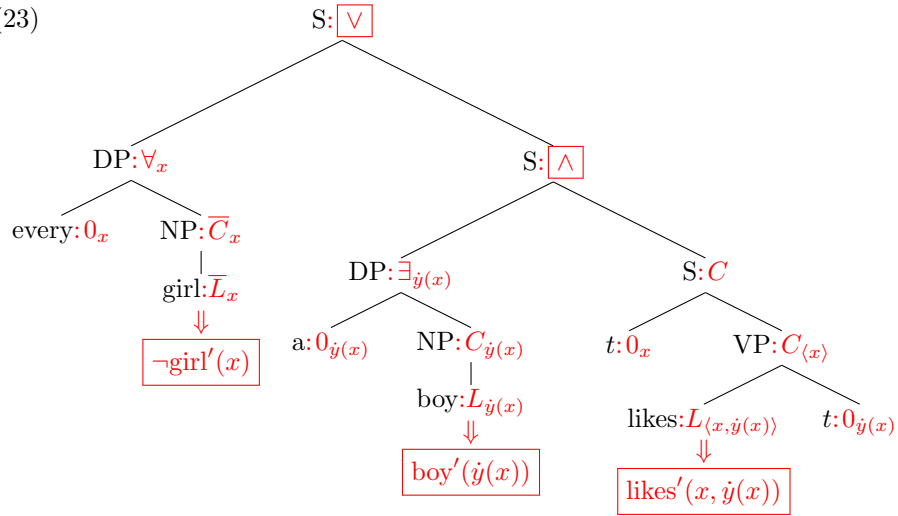 (23) S:∨
DP:∀ₓ S:∧
every:0ₓ NP:C̅ₓ DP:∃ẏ(x) S:C
girl:L̅ₓ a:0ẏ(x) NP:Cẏ(x) t:0ₓ VP:C⟨x⟩
⇓ boy:Lẏ(x) likes:L⟨x,ẏ(x)⟩ t:0ẏ(x)
¬girl′(x) ⇓ ⇓
boy′(ẏ(x)) likes′(x, ẏ(x))